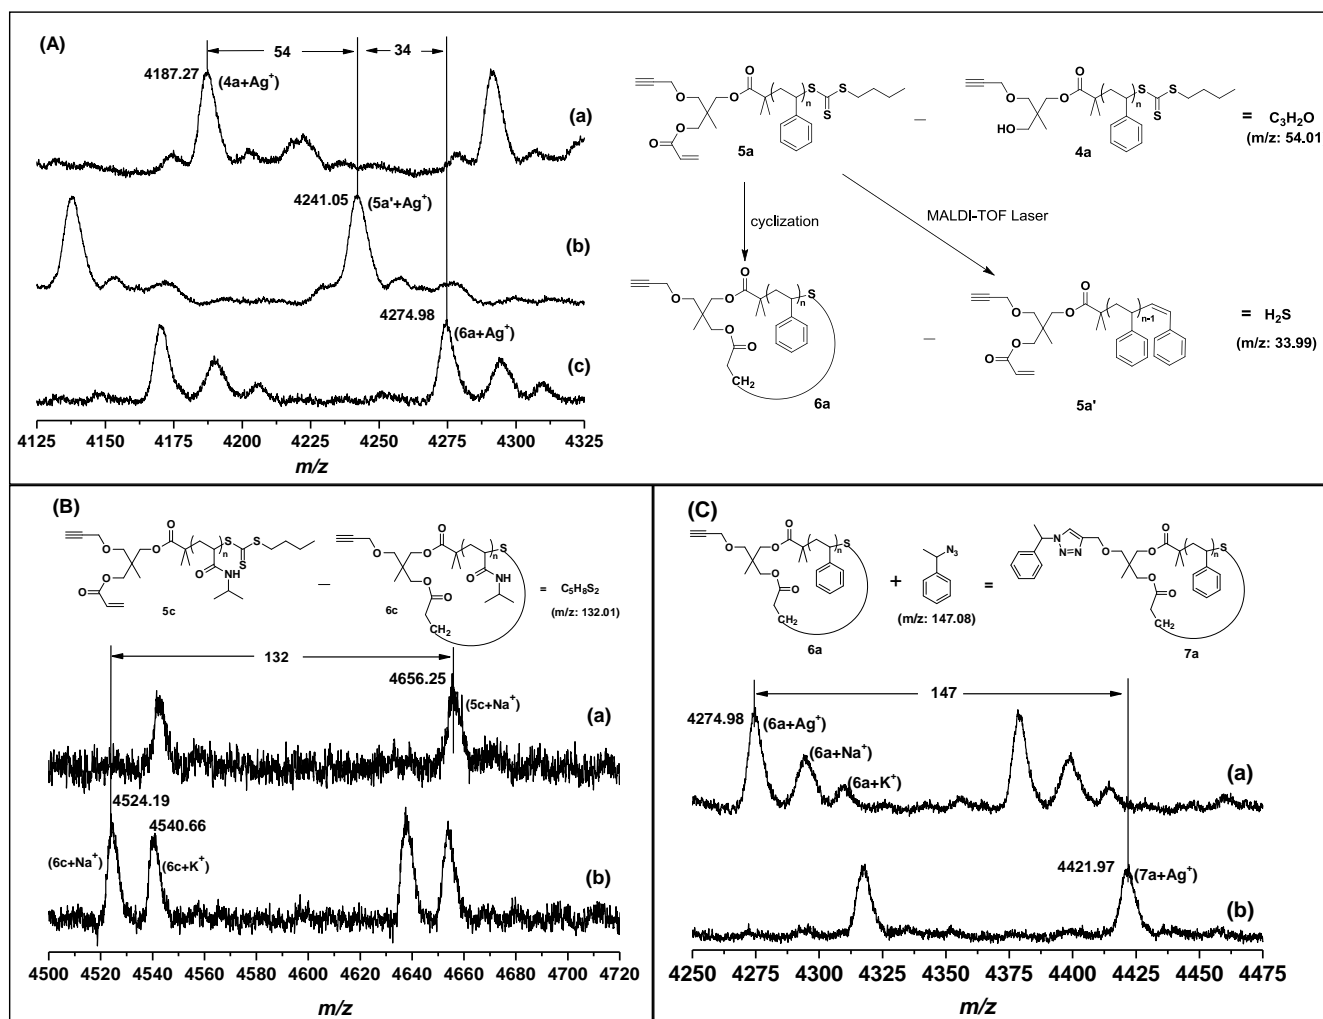 (A)
54
34
4187.27
(4a+Ag⁺)
(a)
4241.05
(5a'+Ag⁺)
(b)
4274.98
(6a+Ag⁺)
(c)
4125 4150 4175 4200 4225 4250 4275 4300 4325
m/z
O
O
O
O
O
n
S
S
S
5a
–
O
O
O
HO
n
S
S
S
4a
= C₃H₂O
(m/z: 54.01)
cyclization
MALDI-TOF Laser
O
O
O
O
O
CH₂
n
S
6a
–
O
O
O
O
O
n-1
5a'
= H₂S
(m/z: 33.99)
(B)
O
O
O
O
O
n
S
S
S
O
NH
5c
–
O
O
O
O
O
CH₂
n
S
O
NH
6c
= C₅H₈S₂
(m/z: 132.01)
132
4656.25
(5c+Na⁺)
(a)
4524.19
4540.66
(6c+Na⁺)
(6c+K⁺)
(b)
4500 4520 4540 4560 4580 4600 4620 4640 4660 4680 4700 4720
m/z
(C)
O
O
O
O
O
CH₂
n
S
6a
+
N₃
(m/z: 147.08)
=
N
N=N
O
O
O
O
O
CH₂
n
S
7a
147
4274.98
(6a+Ag⁺)
(6a+Na⁺)
(6a+K⁺)
(a)
4421.97
(7a+Ag⁺)
(b)
4250 4275 4300 4325 4350 4375 4400 4425 4450 4475
m/z